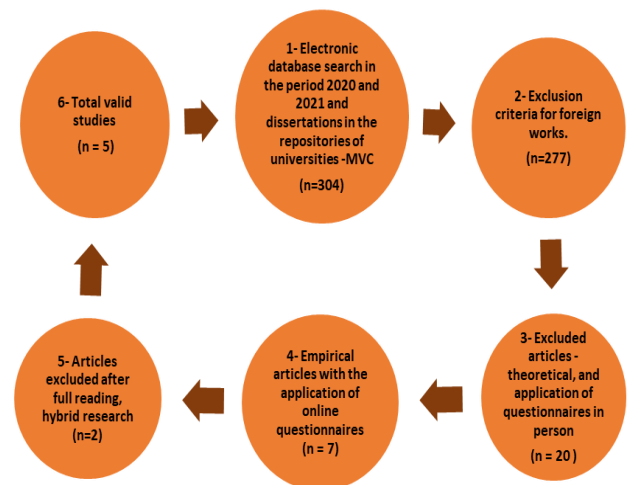 1- Electronic
database search in
the period 2020 and
2021 and
dissertations in the
repositories of
universities -MVC
(n=304)
2- Exclusion
criteria for foreign
works.
(n=277)
3- Excluded
articles -
theoretical, and
application of
questionnaires in
person
(n = 20 )
4- Empirical
articles with the
application of
online
questionnaires
(n = 7)
5- Articles
excluded after
full reading,
hybrid research
(n=2)
6- Total valid
studies
(n = 5)